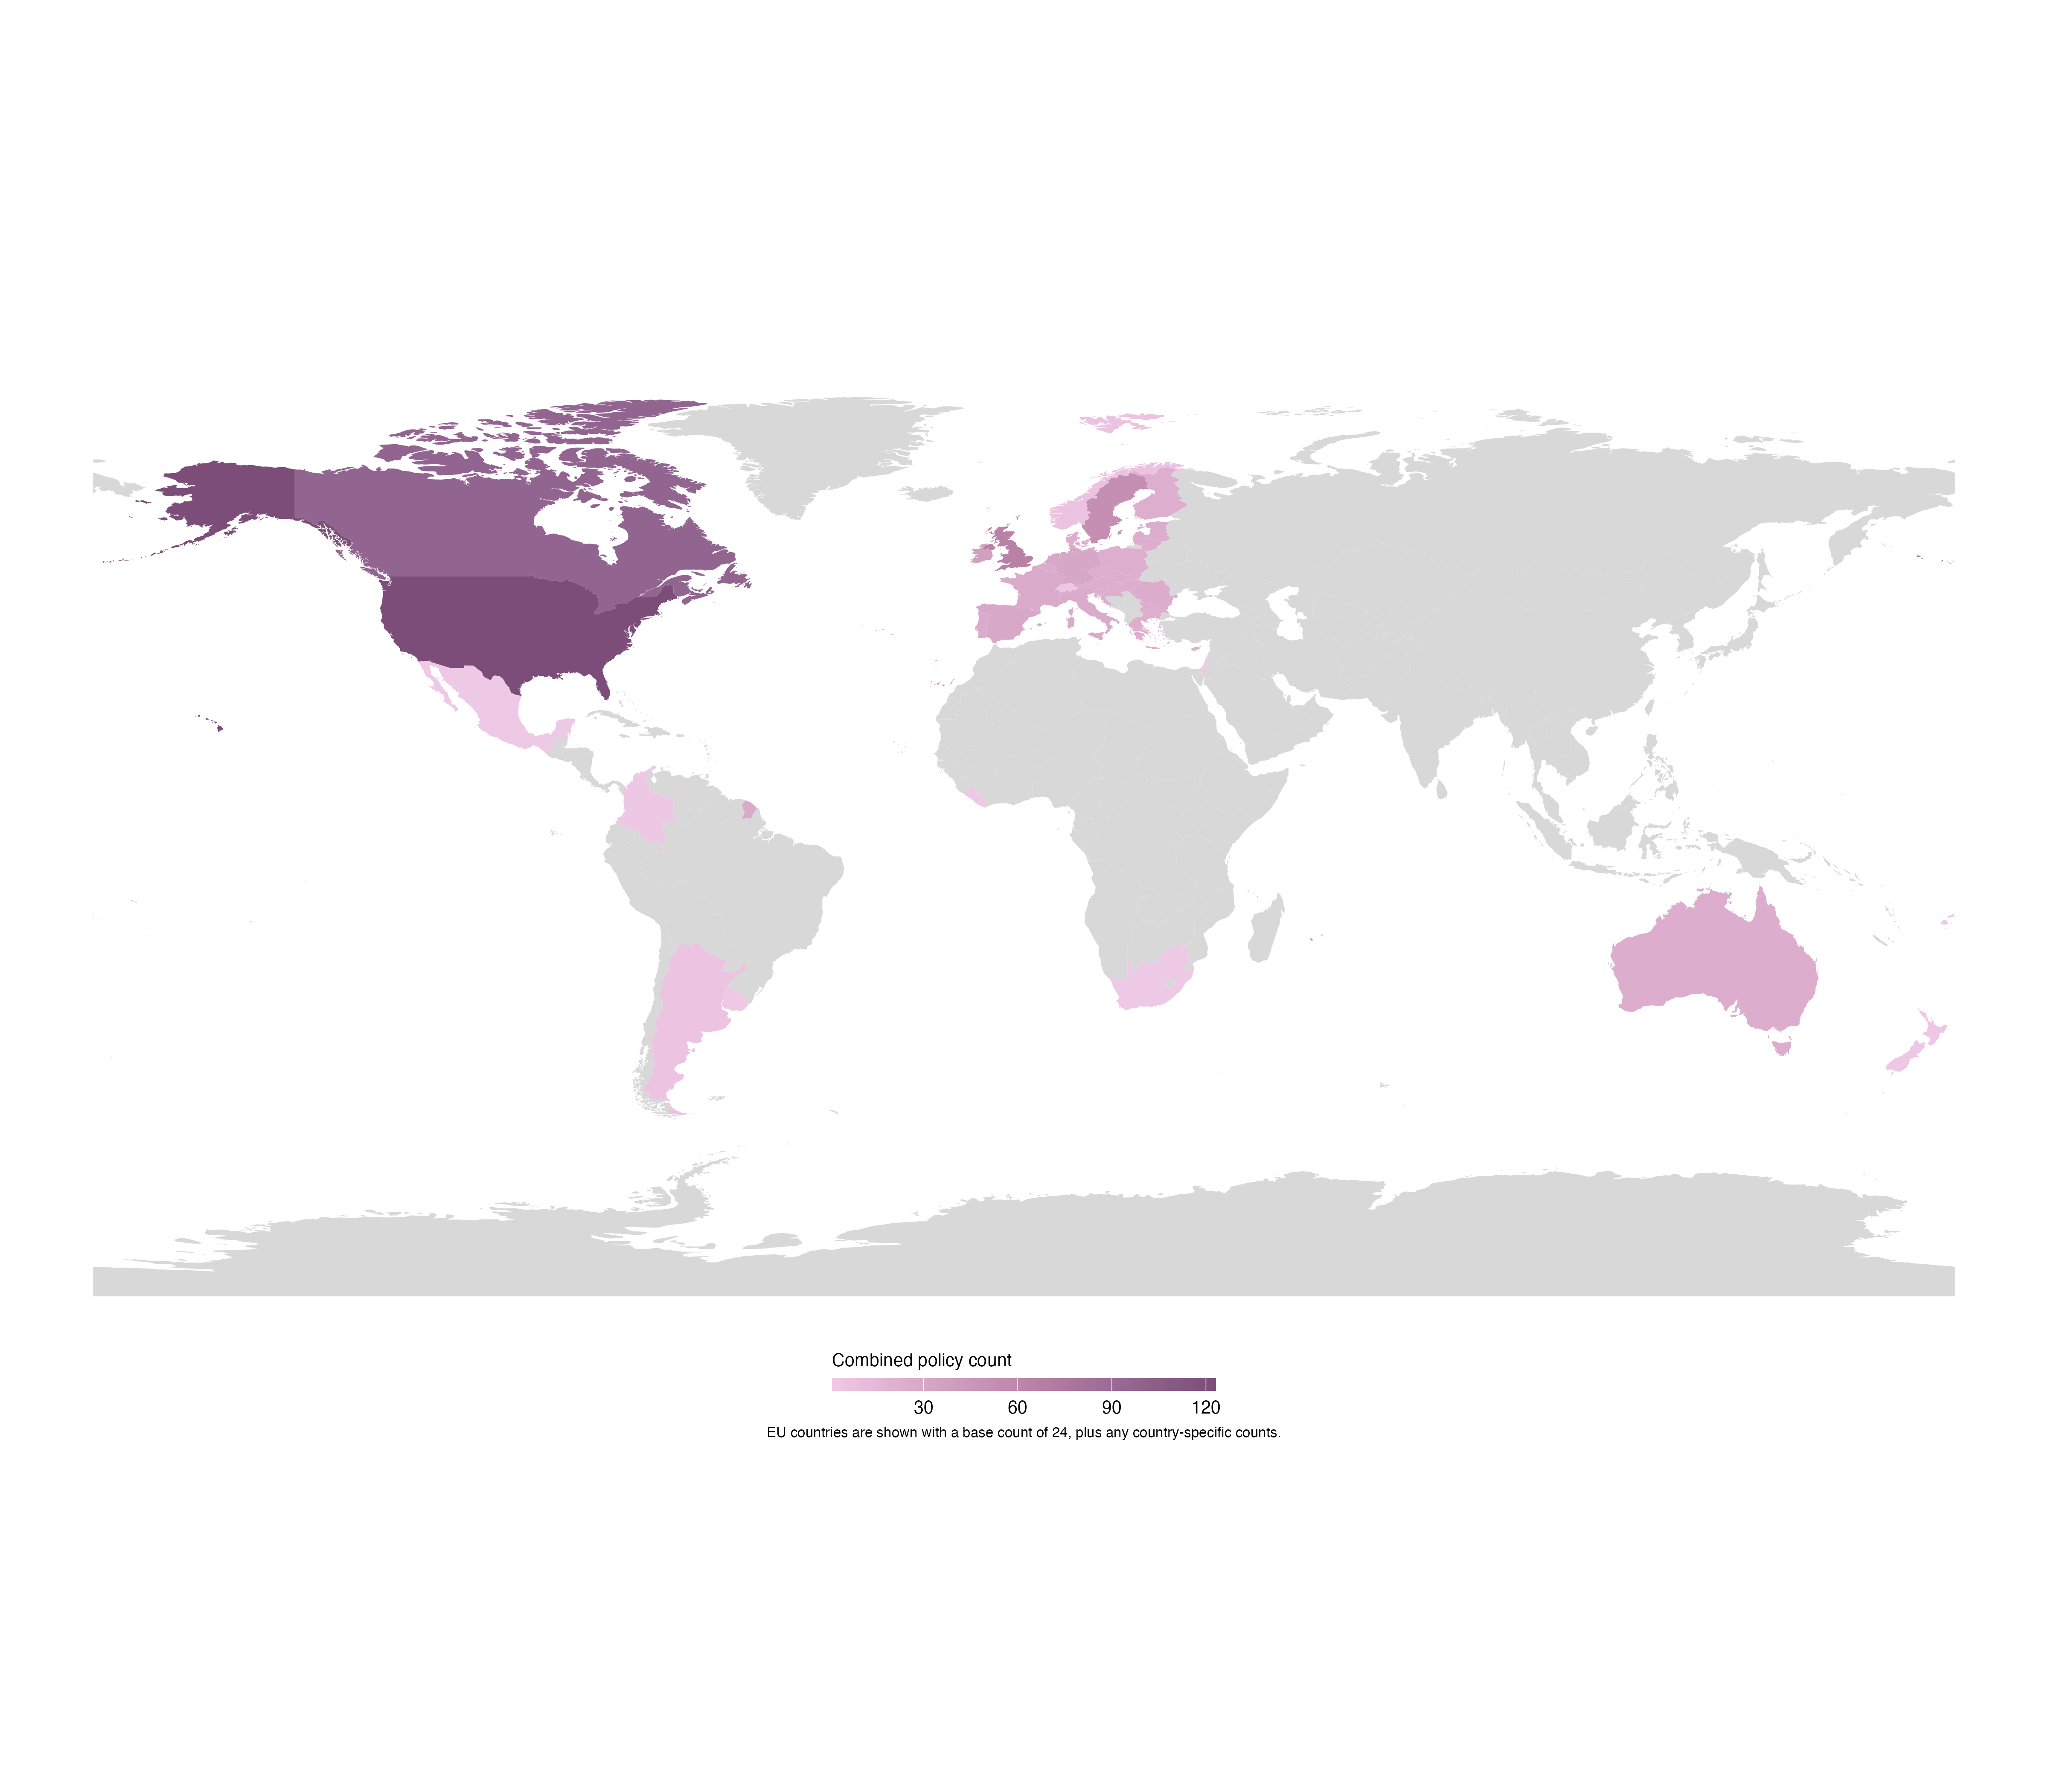 Combined policy count
30 60 90 120
EU countries are shown with a base count of 24, plus any country-specific counts.